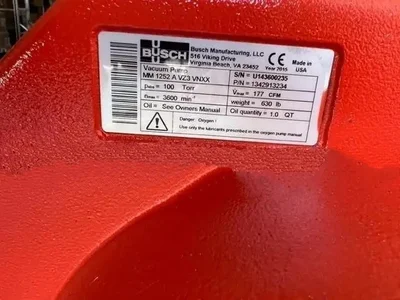 BUSCH
Busch Manufacturing, LLC
516 Viking Drive
Virginia Beach, VA 23452
CE
Year 2015
Made in
USA
Vacuum Pump
MM 1252 A VZ3 VNXX
S/N = U143600235
P/N = 1342913234
Pmin = 100 Torr
V̇max = 177 CFM
nmax = 3600 min⁻¹
weight = 630 lb
Oil = See Owners Manual
Oil quantity = 1.0 QT
Danger : Oxygen !
Use only the lubricants prescribed in the oxygen pump manual